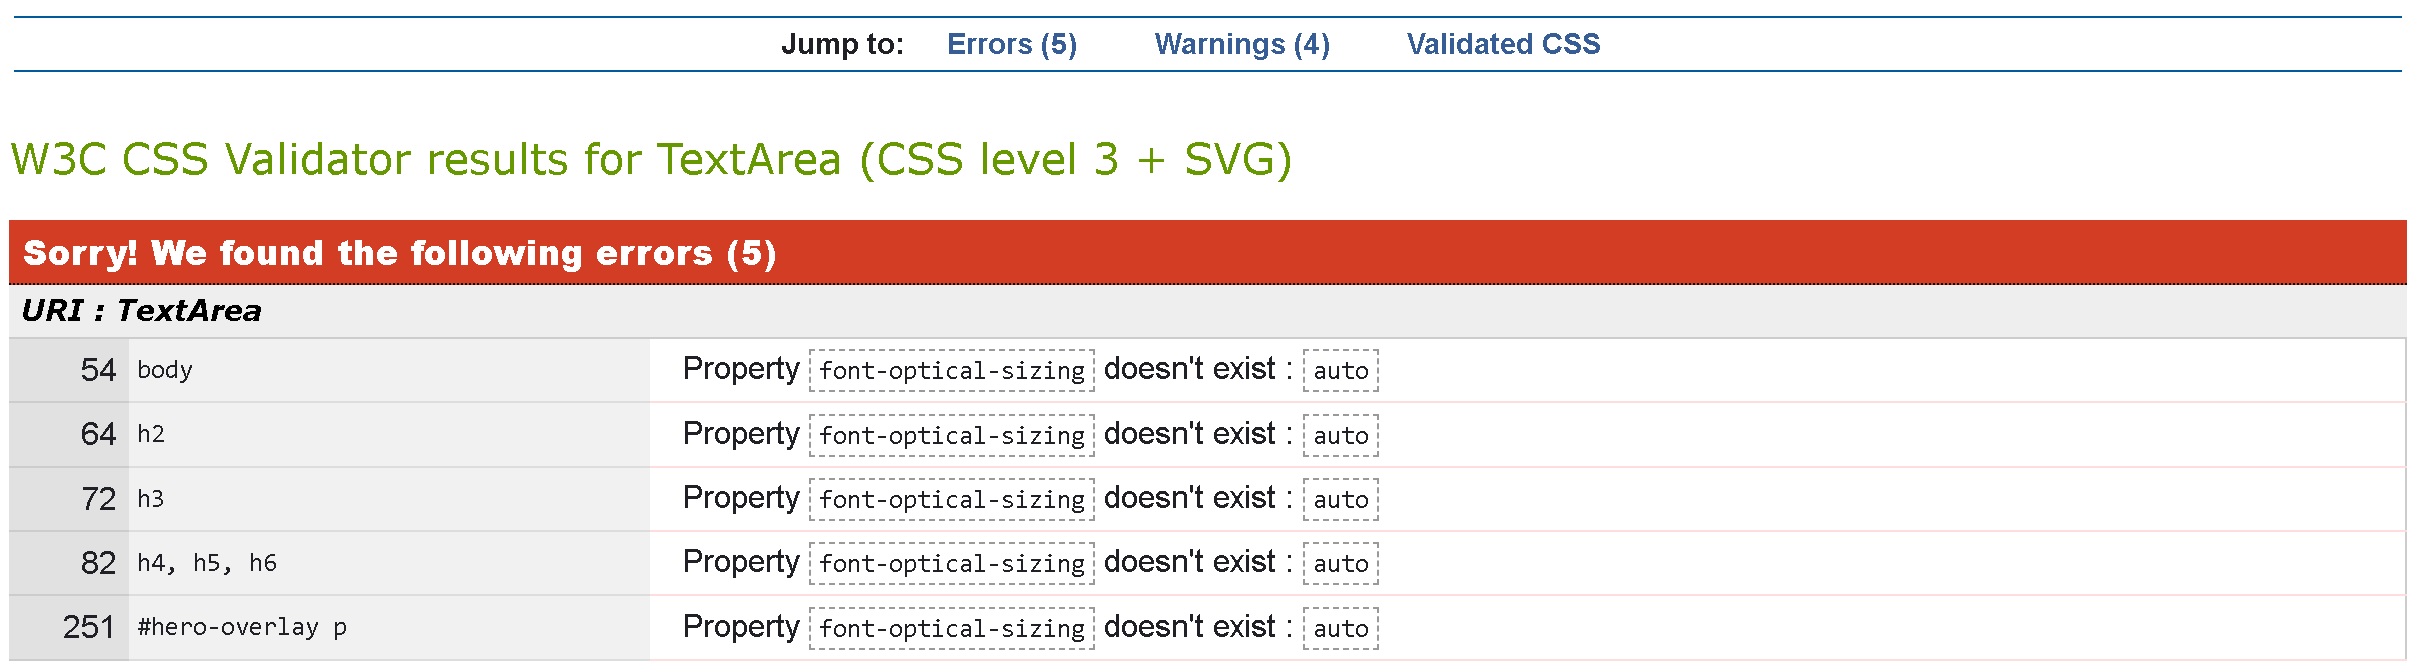 Jump to: Errors (5) Warnings (4) Validated CSS
W3C CSS Validator results for TextArea (CSS level 3 + SVG)
Sorry! We found the following errors (5)
URI : TextArea
54 body Property font-optical-sizing doesn't exist : auto
64 h2 Property font-optical-sizing doesn't exist : auto
72 h3 Property font-optical-sizing doesn't exist : auto
82 h4, h5, h6 Property font-optical-sizing doesn't exist : auto
251 #hero-overlay p Property font-optical-sizing doesn't exist : auto